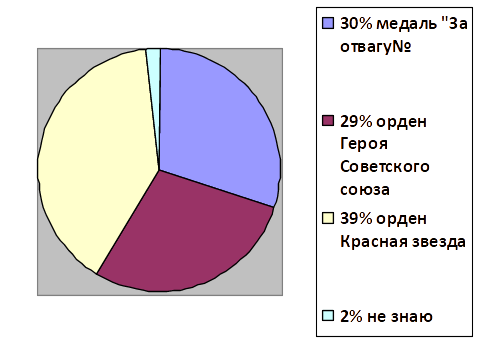 30% медаль "За
отвагу№
29% орден
Героя
Советского
союза
39% орден
Красная звезда
2% не знаю